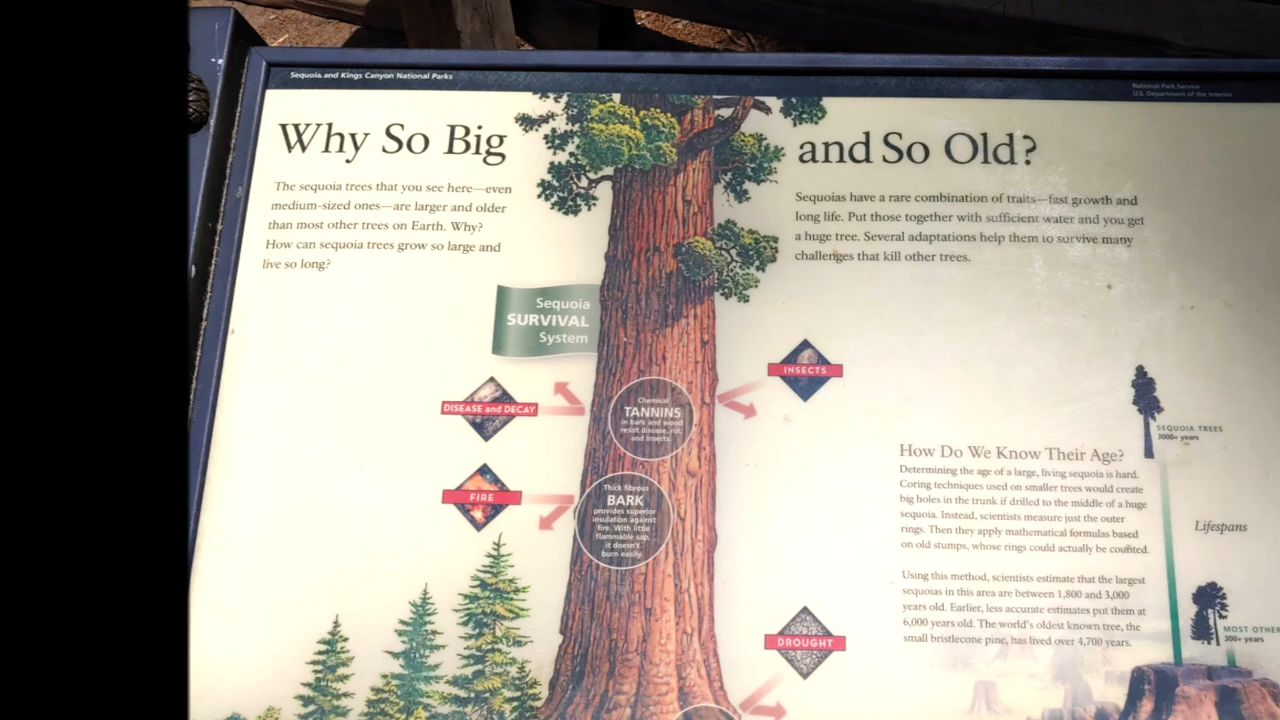 Sequoia and Kings Canyon National Parks
National Park Service
U.S. Department of the Interior
Why So Big
and So Old?
The sequoia trees that you see here—even
medium-sized ones—are larger and older
than most other trees on Earth. Why?
How can sequoia trees grow so large and
live so long?
Sequoias have a rare combination of traits—fast growth and
long life. Put those together with sufficient water and you get
a huge tree. Several adaptations help them to survive many
challenges that kill other trees.
Sequoia
SURVIVAL
System
DISEASE and DECAY
Chemical
TANNINS
in bark and wood
resist disease, rot,
and insects.
INSECTS
FIRE
Thick fibrous
BARK
provides superior
insulation against
fire. With little
flammable sap,
it doesn't
burn easily.
DROUGHT
How Do We Know Their Age?
Determining the age of a large, living sequoia is hard.
Coring techniques used on smaller trees would create
big holes in the trunk if drilled to the middle of a huge
sequoia. Instead, scientists measure just the outer
rings. Then they apply mathematical formulas based
on old stumps, whose rings could actually be counted.
Using this method, scientists estimate that the largest
sequoias in this area are between 1,800 and 3,000
years old. Earlier, less accurate estimates put them at
6,000 years old. The world's oldest known tree, the
small bristlecone pine, has lived over 4,700 years.
SEQUOIA TREES
3000+ years
Lifespans
MOST OTHER
300+ years